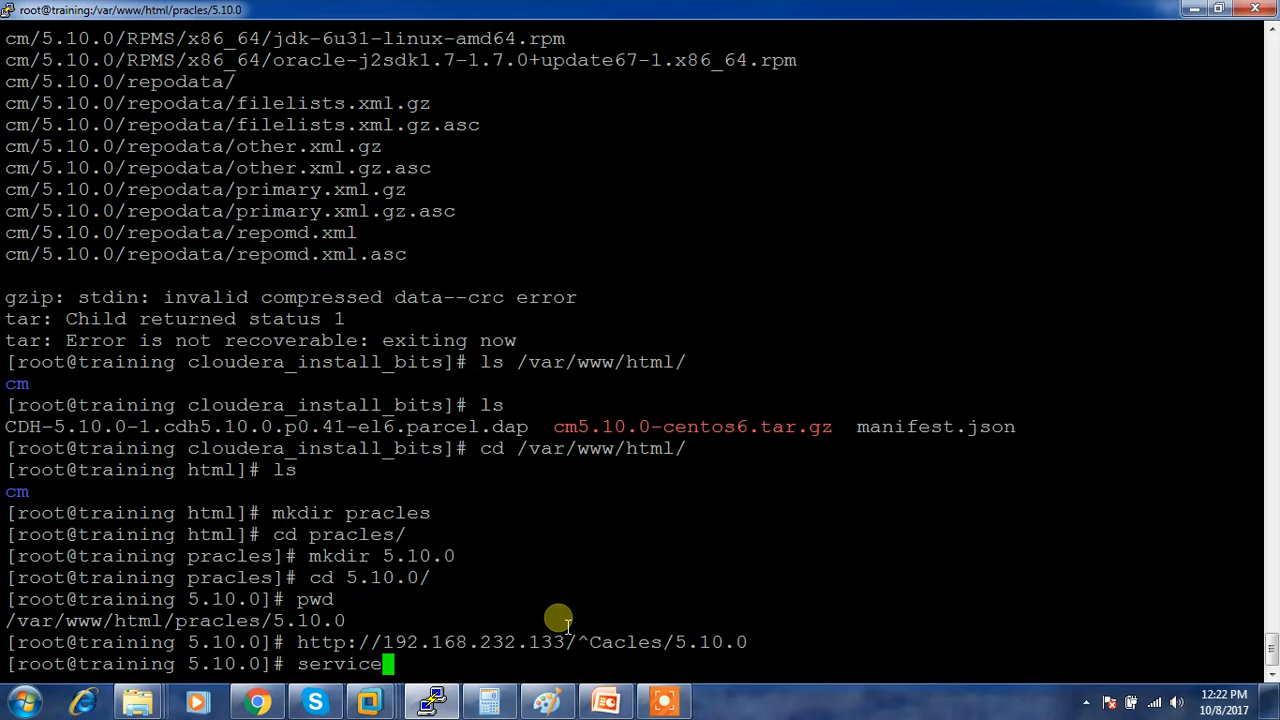 root@training:/var/www/html/pracles/5.10.0
cm/5.10.0/RPMS/x86_64/jdk-6u31-linux-amd64.rpm
cm/5.10.0/RPMS/x86_64/oracle-j2sdk1.7-1.7.0+update67-1.x86_64.rpm
cm/5.10.0/repodata/
cm/5.10.0/repodata/filelists.xml.gz
cm/5.10.0/repodata/filelists.xml.gz.asc
cm/5.10.0/repodata/other.xml.gz
cm/5.10.0/repodata/other.xml.gz.asc
cm/5.10.0/repodata/primary.xml.gz
cm/5.10.0/repodata/primary.xml.gz.asc
cm/5.10.0/repodata/repomd.xml
cm/5.10.0/repodata/repomd.xml.asc
gzip: stdin: invalid compressed data--crc error
tar: Child returned status 1
tar: Error is not recoverable: exiting now
[root@training cloudera_install_bits]# ls /var/www/html/
cm
[root@training cloudera_install_bits]# ls
CDH-5.10.0-1.cdh5.10.0.p0.41-el6.parcel.dap cm5.10.0-centos6.tar.gz manifest.json
[root@training cloudera_install_bits]# cd /var/www/html/
[root@training html]# ls
cm
[root@training html]# mkdir pracles
[root@training html]# cd pracles/
[root@training pracles]# mkdir 5.10.0
[root@training pracles]# cd 5.10.0/
[root@training 5.10.0]# pwd
/var/www/html/pracles/5.10.0
[root@training 5.10.0]# http://192.168.232.133/^Cacles/5.10.0
[root@training 5.10.0]# service
12:22 PM
10/8/2017